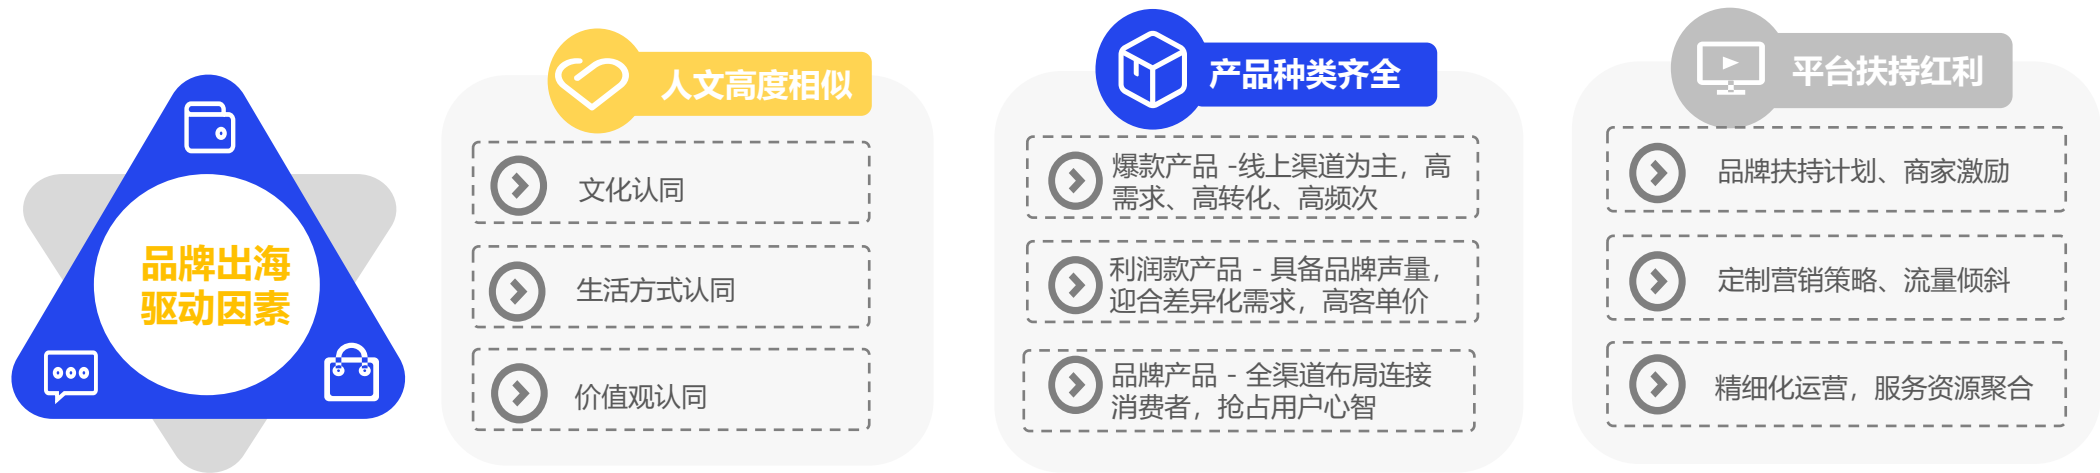 品牌出海
驱动因素
人文高度相似
文化认同
生活方式认同
价值观认同
产品种类齐全
爆款产品 -线上渠道为主，高
需求、高转化、高频次
利润款产品 - 具备品牌声量，
迎合差异化需求，高客单价
品牌产品 - 全渠道布局连接
消费者，抢占用户心智
平台扶持红利
品牌扶持计划、商家激励
定制营销策略、流量倾斜
精细化运营，服务资源聚合